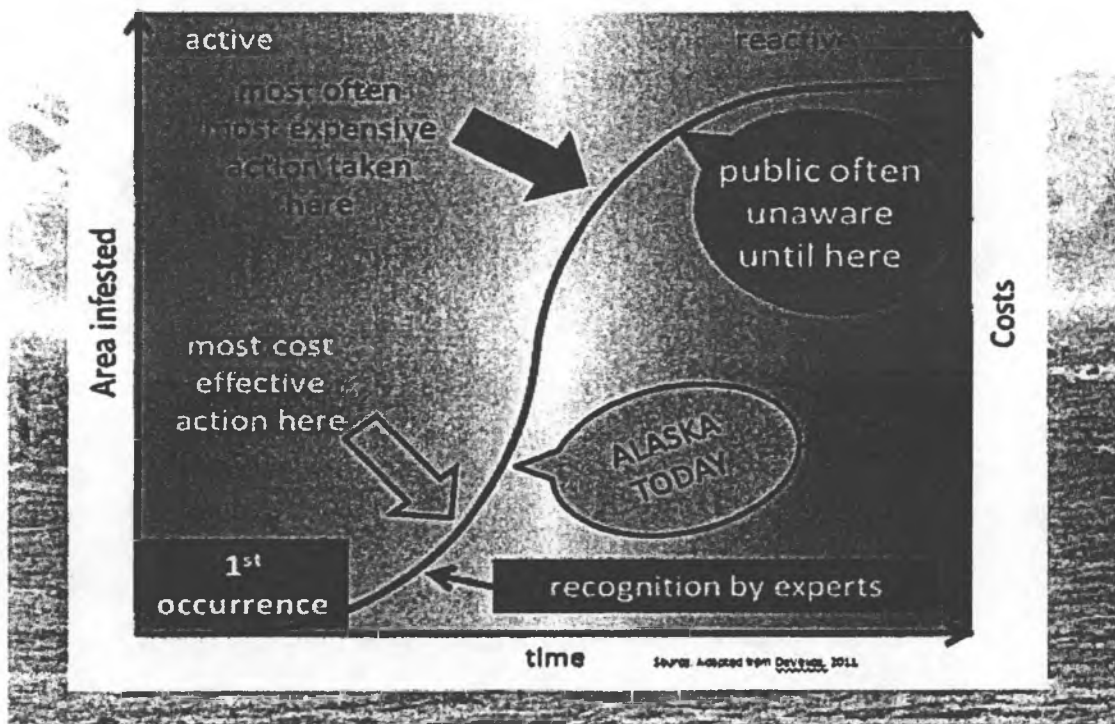 active
reactive
most often
most expensive
action taken
here
public often
unaware
until here
Area infested
Costs
most cost
effective
action here
ALASKA
TODAY
1st
occurrence
recognition by experts
time
Source: Adapted from 2011